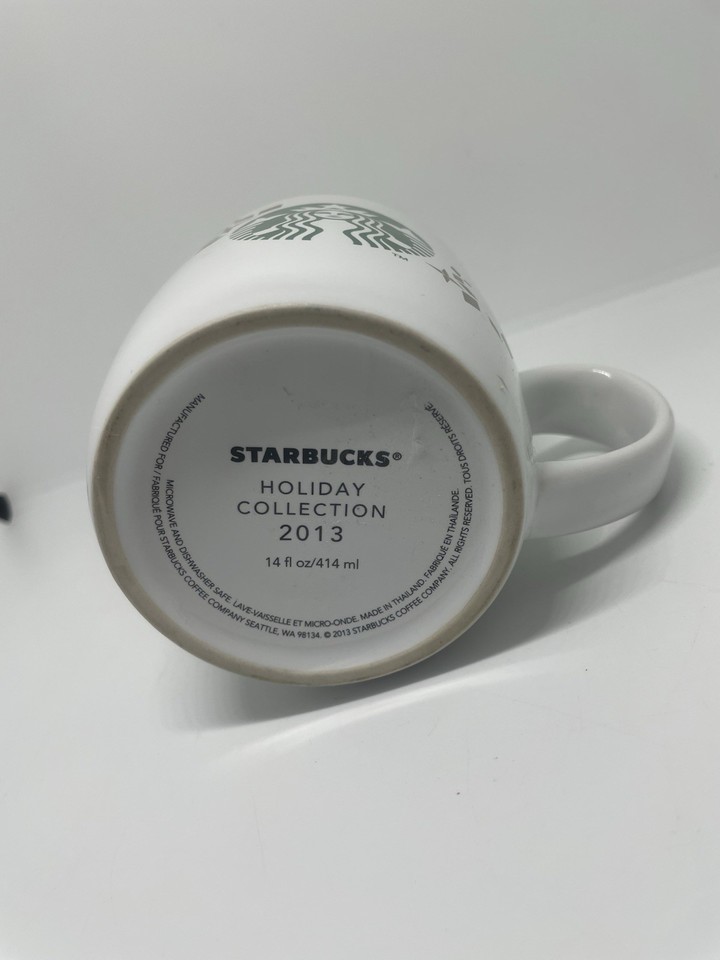 STARBUCKS®
HOLIDAY
COLLECTION
2013
14 fl oz/414 ml
MICROWAVE AND DISHWASHER SAFE. LAVE-VAISSELLE ET MICRO-ONDE. MADE IN THAILAND. FABRIQUÉ EN THAÏLANDE.
MANUFACTURED FOR / FABRIQUÉ POUR STARBUCKS COFFEE COMPANY SEATTLE, WA 98134. © 2013 STARBUCKS COFFEE COMPANY. ALL RIGHTS RESERVED. TOUS DROITS RÉSERVÉ.
TM